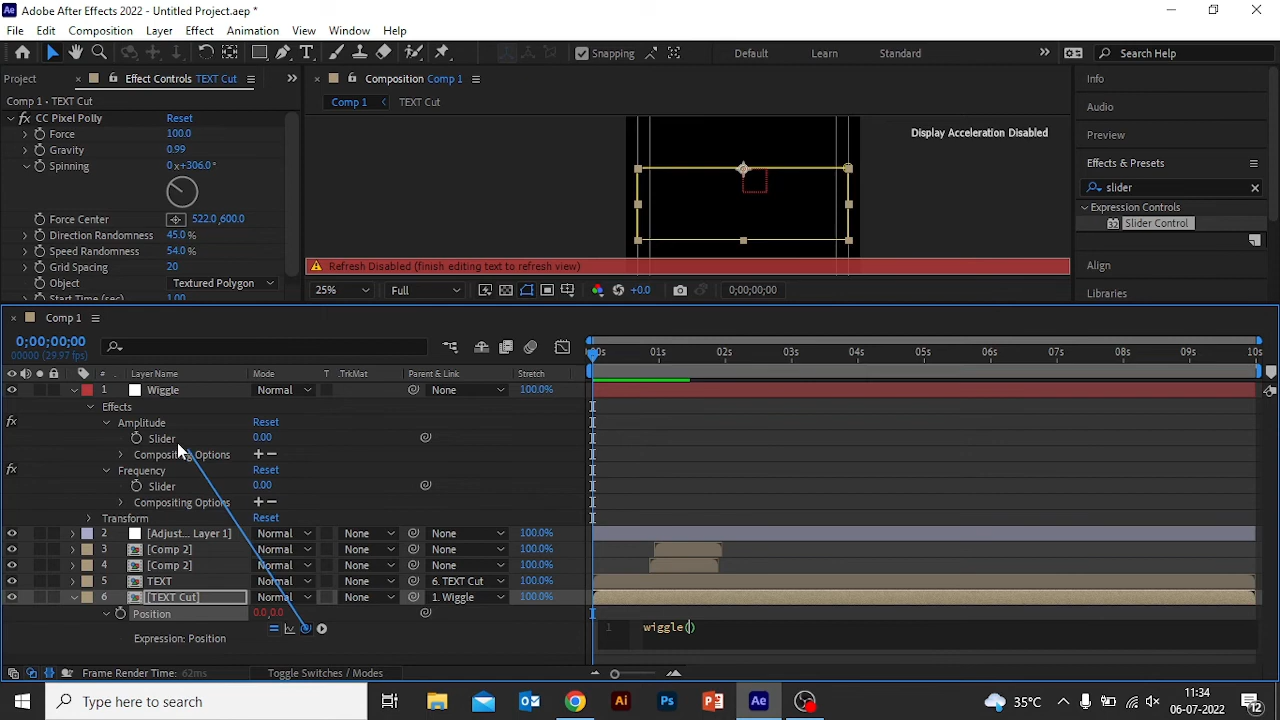 Ae Adobe After Effects 2022 - Untitled Project.aep *
File Edit Composition Layer Effect Animation View Window Help
Snapping Default Learn Standard Search Help
Project Effect Controls TEXT Cut Composition Comp 1 Info
Comp 1 • TEXT Cut Comp 1 TEXT Cut Audio
fx CC Pixel Polly Reset
Force 100.0 Display Acceleration Disabled Preview
Gravity 0.99
Spinning 0 x+306.0° Effects & Presets
slider
Expression Controls
Force Center 522.0,600.0 Slider Control
Direction Randomness 45.0 %
Speed Randomness 54.0 %
Grid Spacing 20 Refresh Disabled (finish editing text to refresh view) Align
Object Textured Polygon 25% Full +0.0 0;00;00;00 Libraries
Start Time (sec) 1.00
Comp 1
0;00;00;00
00000 (29.97 fps) :00s 01s 02s 03s 04s 05s 06s 07s 08s 09s 10s
# Layer Name Mode T .TrkMat Parent & Link Stretch
1 Wiggle Normal None 100.0%
Effects
fx Amplitude Reset
Slider 0.00
Compositing Options + −
fx Frequency Reset
Slider 0.00
Compositing Options + −
Transform Reset
2 [Adjust... Layer 1] Normal None None 100.0%
3 [Comp 2] Normal None None 100.0%
4 [Comp 2] Normal None None 100.0%
5 TEXT Normal None 6. TEXT Cut 100.0%
6 [TEXT Cut] Normal None 1. Wiggle 100.0%
Position 0.0,0.0
1 wiggle()
Expression: Position
Frame Render Time: 62ms Toggle Switches / Modes
Type here to search Ai Ps Ae 35°C 11:34
06-07-2022 12